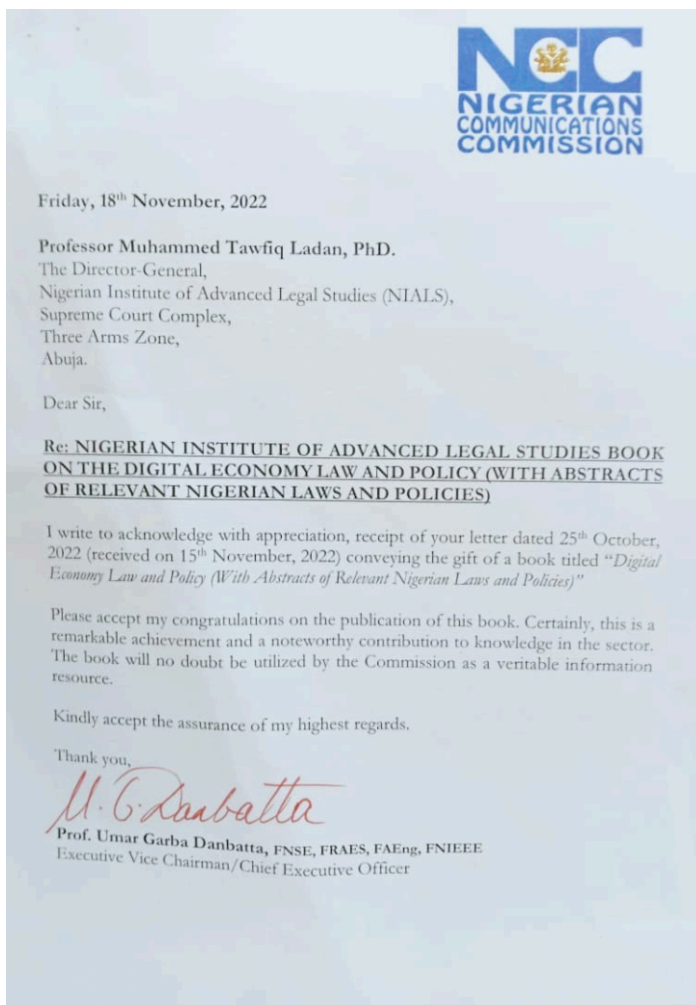 NCC
NIGERIAN
COMMUNICATIONS
COMMISSION
Friday, 18th November, 2022
Professor Muhammed Tawfiq Ladan, PhD.
The Director-General,
Nigerian Institute of Advanced Legal Studies (NIALS),
Supreme Court Complex,
Three Arms Zone,
Abuja.
Dear Sir,
Re: NIGERIAN INSTITUTE OF ADVANCED LEGAL STUDIES BOOK
ON THE DIGITAL ECONOMY LAW AND POLICY (WITH ABSTRACTS
OF RELEVANT NIGERIAN LAWS AND POLICIES)
I write to acknowledge with appreciation, receipt of your letter dated 25th October,
2022 (received on 15th November, 2022) conveying the gift of a book titled “Digital
Economy Law and Policy (With Abstracts of Relevant Nigerian Laws and Policies)”
Please accept my congratulations on the publication of this book. Certainly, this is a
remarkable achievement and a noteworthy contribution to knowledge in the sector.
The book will no doubt be utilized by the Commission as a veritable information
resource.
Kindly accept the assurance of my highest regards.
Thank you,
U. G. Danbatta
Prof. Umar Garba Danbatta, FNSE, FRAES, FAEng, FNIEEE
Executive Vice Chairman/Chief Executive Officer